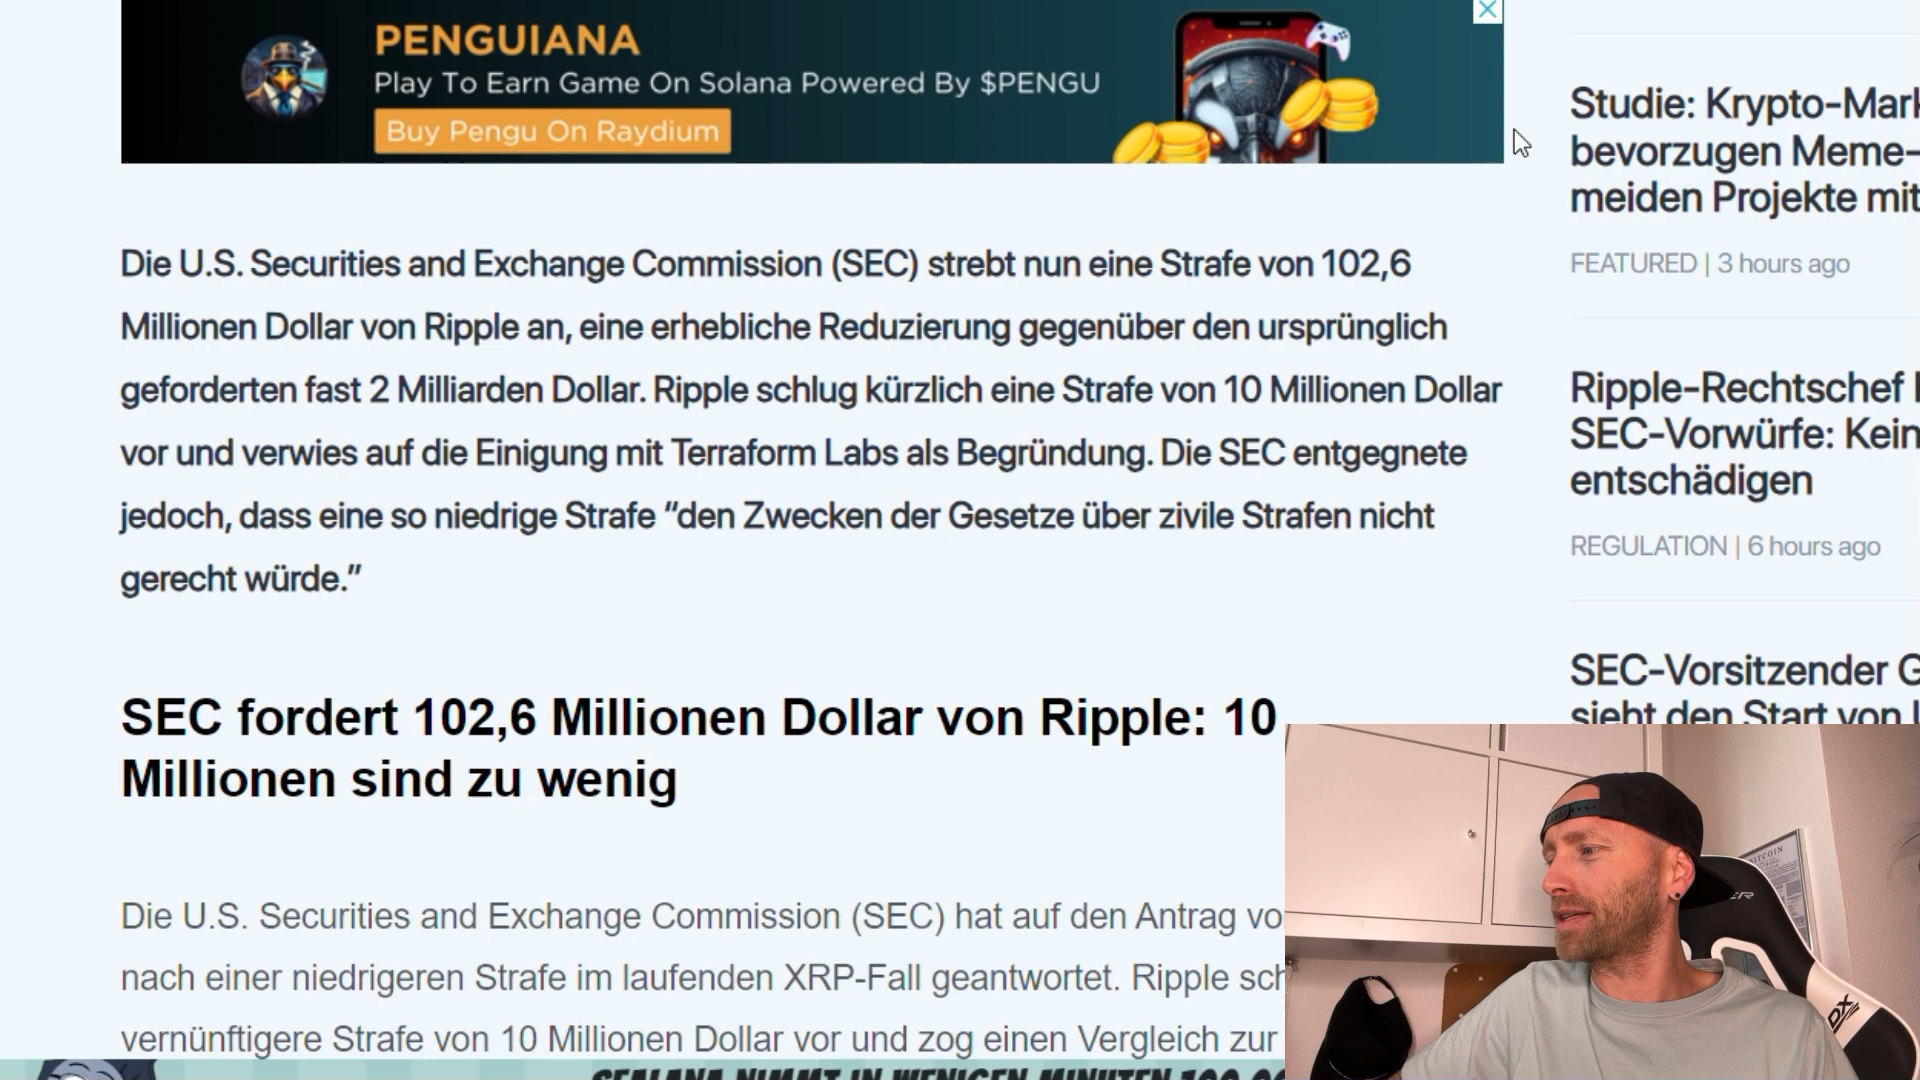 PENGUIANA
Play To Earn Game On Solana Powered By $PENGU
Buy Pengu On Raydium
Die U.S. Securities and Exchange Commission (SEC) strebt nun eine Strafe von 102,6
Millionen Dollar von Ripple an, eine erhebliche Reduzierung gegenüber den ursprünglich
geforderten fast 2 Milliarden Dollar. Ripple schlug kürzlich eine Strafe von 10 Millionen Dollar
vor und verwies auf die Einigung mit Terraform Labs als Begründung. Die SEC entgegnete
jedoch, dass eine so niedrige Strafe “den Zwecken der Gesetze über zivile Strafen nicht
gerecht würde.”
SEC fordert 102,6 Millionen Dollar von Ripple: 10
Millionen sind zu wenig
Die U.S. Securities and Exchange Commission (SEC) hat auf den Antrag
nach einer niedrigeren Strafe im laufenden XRP-Fall geantwortet. Ripple
vernünftigere Strafe von 10 Millionen Dollar vor und zog einen Vergleich zur
Studie:
bevorzugen Meme-
meiden Projekte mit
FEATURED | 3 hours ago
Ripple-Rechtschef
SEC-Vorwürfe:
entschädigen
REGULATION | 6 hours ago
SEC-Vorsitzender
sieht den Start von
SEALANA NIMMT IN WENIGEN MINUTEN